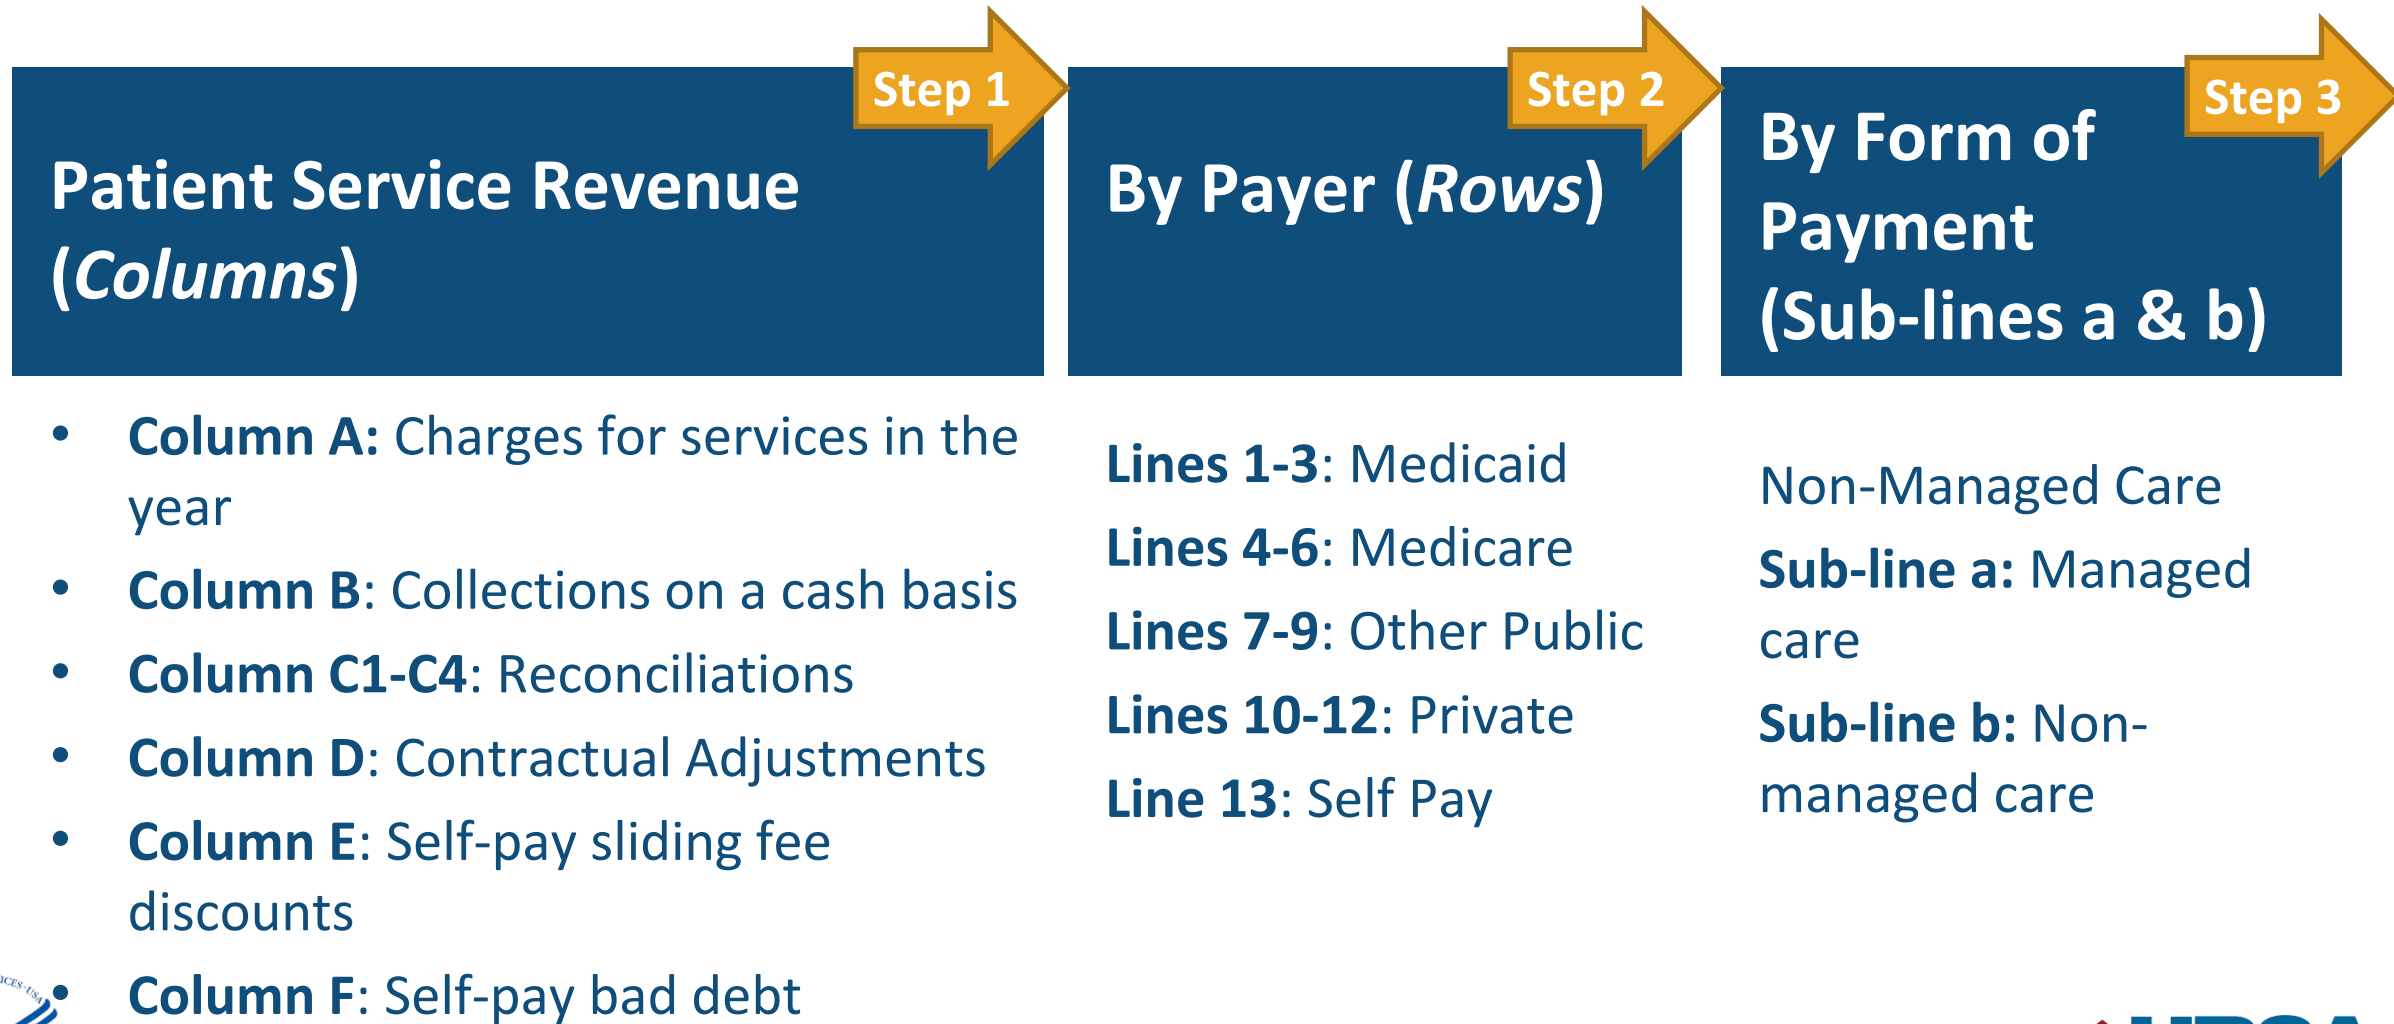 Step 1
Patient Service Revenue
(Columns)
• Column A: Charges for services in the
year
• Column B: Collections on a cash basis
• Column C1-C4: Reconciliations
• Column D: Contractual Adjustments
• Column E: Self-pay sliding fee
discounts
• Column F: Self-pay bad debt
Step 2
By Payer (Rows)
Lines 1-3: Medicaid
Lines 4-6: Medicare
Lines 7-9: Other Public
Lines 10-12: Private
Line 13: Self Pay
Step 3
By Form of
Payment
(Sub-lines a & b)
Non-Managed Care
Sub-line a: Managed
care
Sub-line b: Non-
managed care